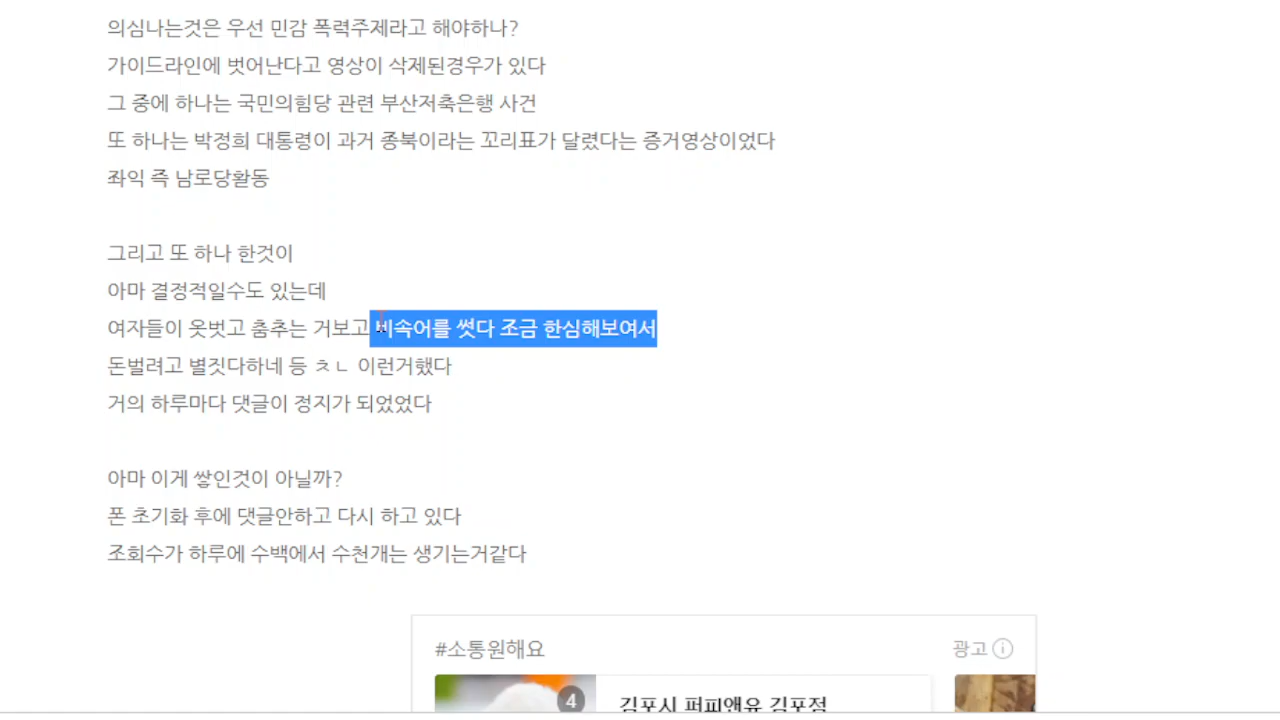 의심나는것은 우선 민감 폭력주제라고 해야하나?
가이드라인에 벗어난다고 영상이 삭제된경우가 있다
그 중에 하나는 국민의힘당 관련 부산저축은행 사건
또 하나는 박정희 대통령이 과거 종북이라는 꼬리표가 달렸다는 증거영상이었다
좌익 즉 남로당활동
그리고 또 하나 한것이
아마 결정적일수도 있는데
여자들이 옷벗고 춤추는 거보고 비속어를 썻다 조금 한심해보여서
돈벌려고 별짓다하네 등 ㅊㄴ 이런거했다
거의 하루마다 댓글이 정지가 되었었다
아마 이게 쌓인것이 아닐까?
폰 초기화 후에 댓글안하고 다시 하고 있다
조회수가 하루에 수백에서 수천개는 생기는거같다
#소통원해요
광고
4
김포시 퍼피앤유 김포점